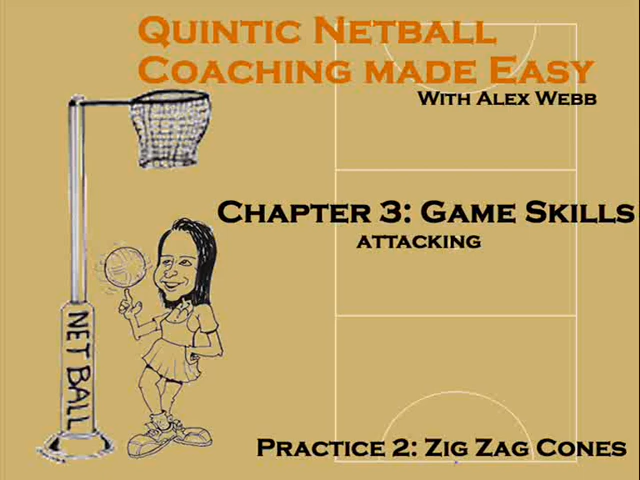 Quintic Netball
Coaching made Easy
With Alex Webb
Chapter 3: Game Skills
attacking
NET BALL
Practice 2: Zig Zag Cones